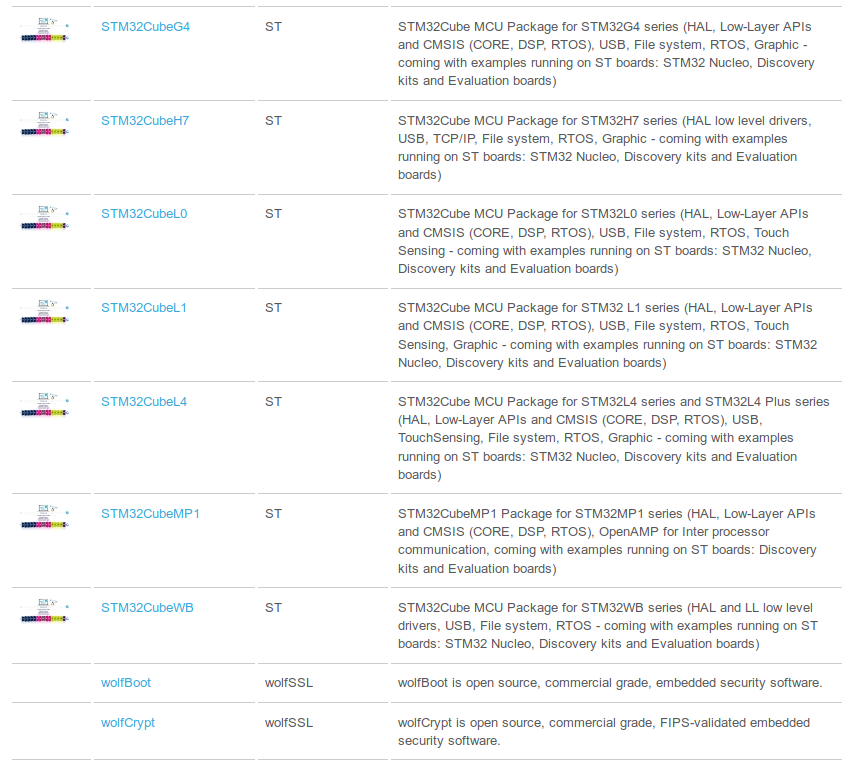 STM32CubeG4 ST STM32Cube MCU Package for STM32G4 series (HAL, Low-Layer APIs
and CMSIS (CORE, DSP, RTOS), USB, File system, RTOS, Graphic -
coming with examples running on ST boards: STM32 Nucleo, Discovery
kits and Evaluation boards)
STM32CubeH7 ST STM32Cube MCU Package for STM32H7 series (HAL low level drivers,
USB, TCP/IP, File system, RTOS, Graphic - coming with examples
running on ST boards: STM32 Nucleo, Discovery kits and Evaluation
boards)
STM32CubeL0 ST STM32Cube MCU Package for STM32L0 series (HAL, Low-Layer APIs
and CMSIS (CORE, DSP, RTOS), USB, File system, RTOS, Touch
Sensing - coming with examples running on ST boards: STM32 Nucleo,
Discovery kits and Evaluation boards)
STM32CubeL1 ST STM32Cube MCU Package for STM32 L1 series (HAL, Low-Layer APIs
and CMSIS (CORE, DSP, RTOS), USB, File system, RTOS, Touch
Sensing, Graphic - coming with examples running on ST boards: STM32
Nucleo, Discovery kits and Evaluation boards)
STM32CubeL4 ST STM32Cube MCU Package for STM32L4 series and STM32L4 Plus series
(HAL, Low-Layer APIs and CMSIS (CORE, DSP, RTOS), USB,
TouchSensing, File system, RTOS, Graphic - coming with examples
running on ST boards: STM32 Nucleo, Discovery kits and Evaluation
boards)
STM32CubeMP1 ST STM32CubeMP1 Package for STM32MP1 series (HAL, Low-Layer APIs
and CMSIS (CORE, DSP, RTOS), OpenAMP for Inter processor
communication, coming with examples running on ST boards: Discovery
kits and Evaluation boards)
STM32CubeWB ST STM32Cube MCU Package for STM32WB series (HAL and LL low level
drivers, USB, File system, RTOS - coming with examples running on ST
boards: STM32 Nucleo, Discovery kits and Evaluation boards)
wolfBoot wolfSSL wolfBoot is open source, commercial grade, embedded security software.
wolfCrypt wolfSSL wolfCrypt is open source, commercial grade, FIPS-validated embedded
security software.